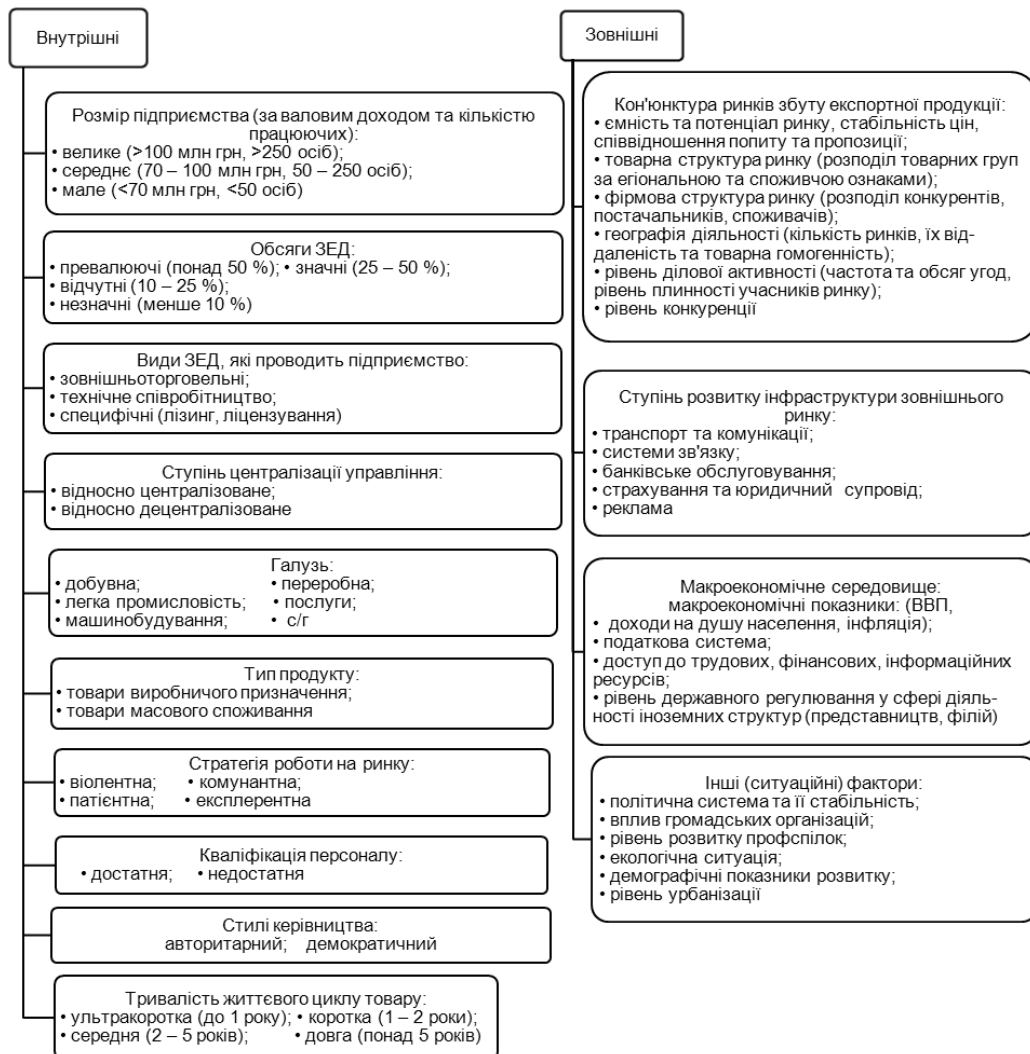 Внутрішні
Розмір підприємства (за валовим доходом та кількістю
працюючих):
• велике (>100 млн грн, >250 осіб);
• середнє (70 – 100 млн грн, 50 – 250 осіб);
• мале (<70 млн грн, <50 осіб)
Обсяги ЗЕД:
• превалюючі (понад 50 %); • значні (25 – 50 %);
• відчутні (10 – 25 %);
• незначні (менше 10 %)
Види ЗЕД, які проводить підприємство:
• зовнішньоторговельні;
• технічне співробітництво;
• специфічні (лізинг, ліцензування)
Ступінь централізації управління:
• відносно централізоване;
• відносно децентралізоване
Галузь:
• добувна; • переробна;
• легка промисловість; • послуги;
• машинобудування; • с/г
Тип продукту:
• товари виробничого призначення;
• товари масового споживання
Стратегія роботи на ринку:
• віолентна; • комунантна;
• патієнтна; • експлерентна
Кваліфікація персоналу:
• достатня; • недостатня
Стилі керівництва:
авторитарний; демократичний
Тривалість життєвого циклу товару:
• ультракоротка (до 1 року); • коротка (1 – 2 роки);
• середня (2 – 5 років); • довга (понад 5 років)
Зовнішні
Кон'юнктура ринків збуту експортної продукції:
• ємність та потенціал ринку, стабільність цін,
співвідношення попиту та пропозиції;
• товарна структура ринку (розподіл товарних груп
за егіональною та споживчою ознаками);
• фірмова структура ринку (розподіл конкурентів,
постачальників, споживачів);
• географія діяльності (кількість ринків, їх від-
даленість та товарна гомогенність);
• рівень ділової активності (частота та обсяг угод,
рівень плинності учасників ринку);
• рівень конкуренції
Ступінь розвитку інфраструктури зовнішнього
ринку:
• транспорт та комунікації;
• системи зв'язку;
• банківське обслуговування;
• страхування та юридичний супровід;
• реклама
Макроекономічне середовище:
макроекономічні показники: (ВВП,
• доходи на душу населення, інфляція);
• податкова система;
• доступ до трудових, фінансових, інформаційних
ресурсів;
• рівень державного регулювання у сфері діяль-
ності іноземних структур (представництв, філій)
Інші (ситуаційні) фактори:
• політична система та її стабільність;
• вплив громадських організацій;
• рівень розвитку профспілок;
• екологічна ситуація;
• демографічні показники розвитку;
• рівень урбанізації